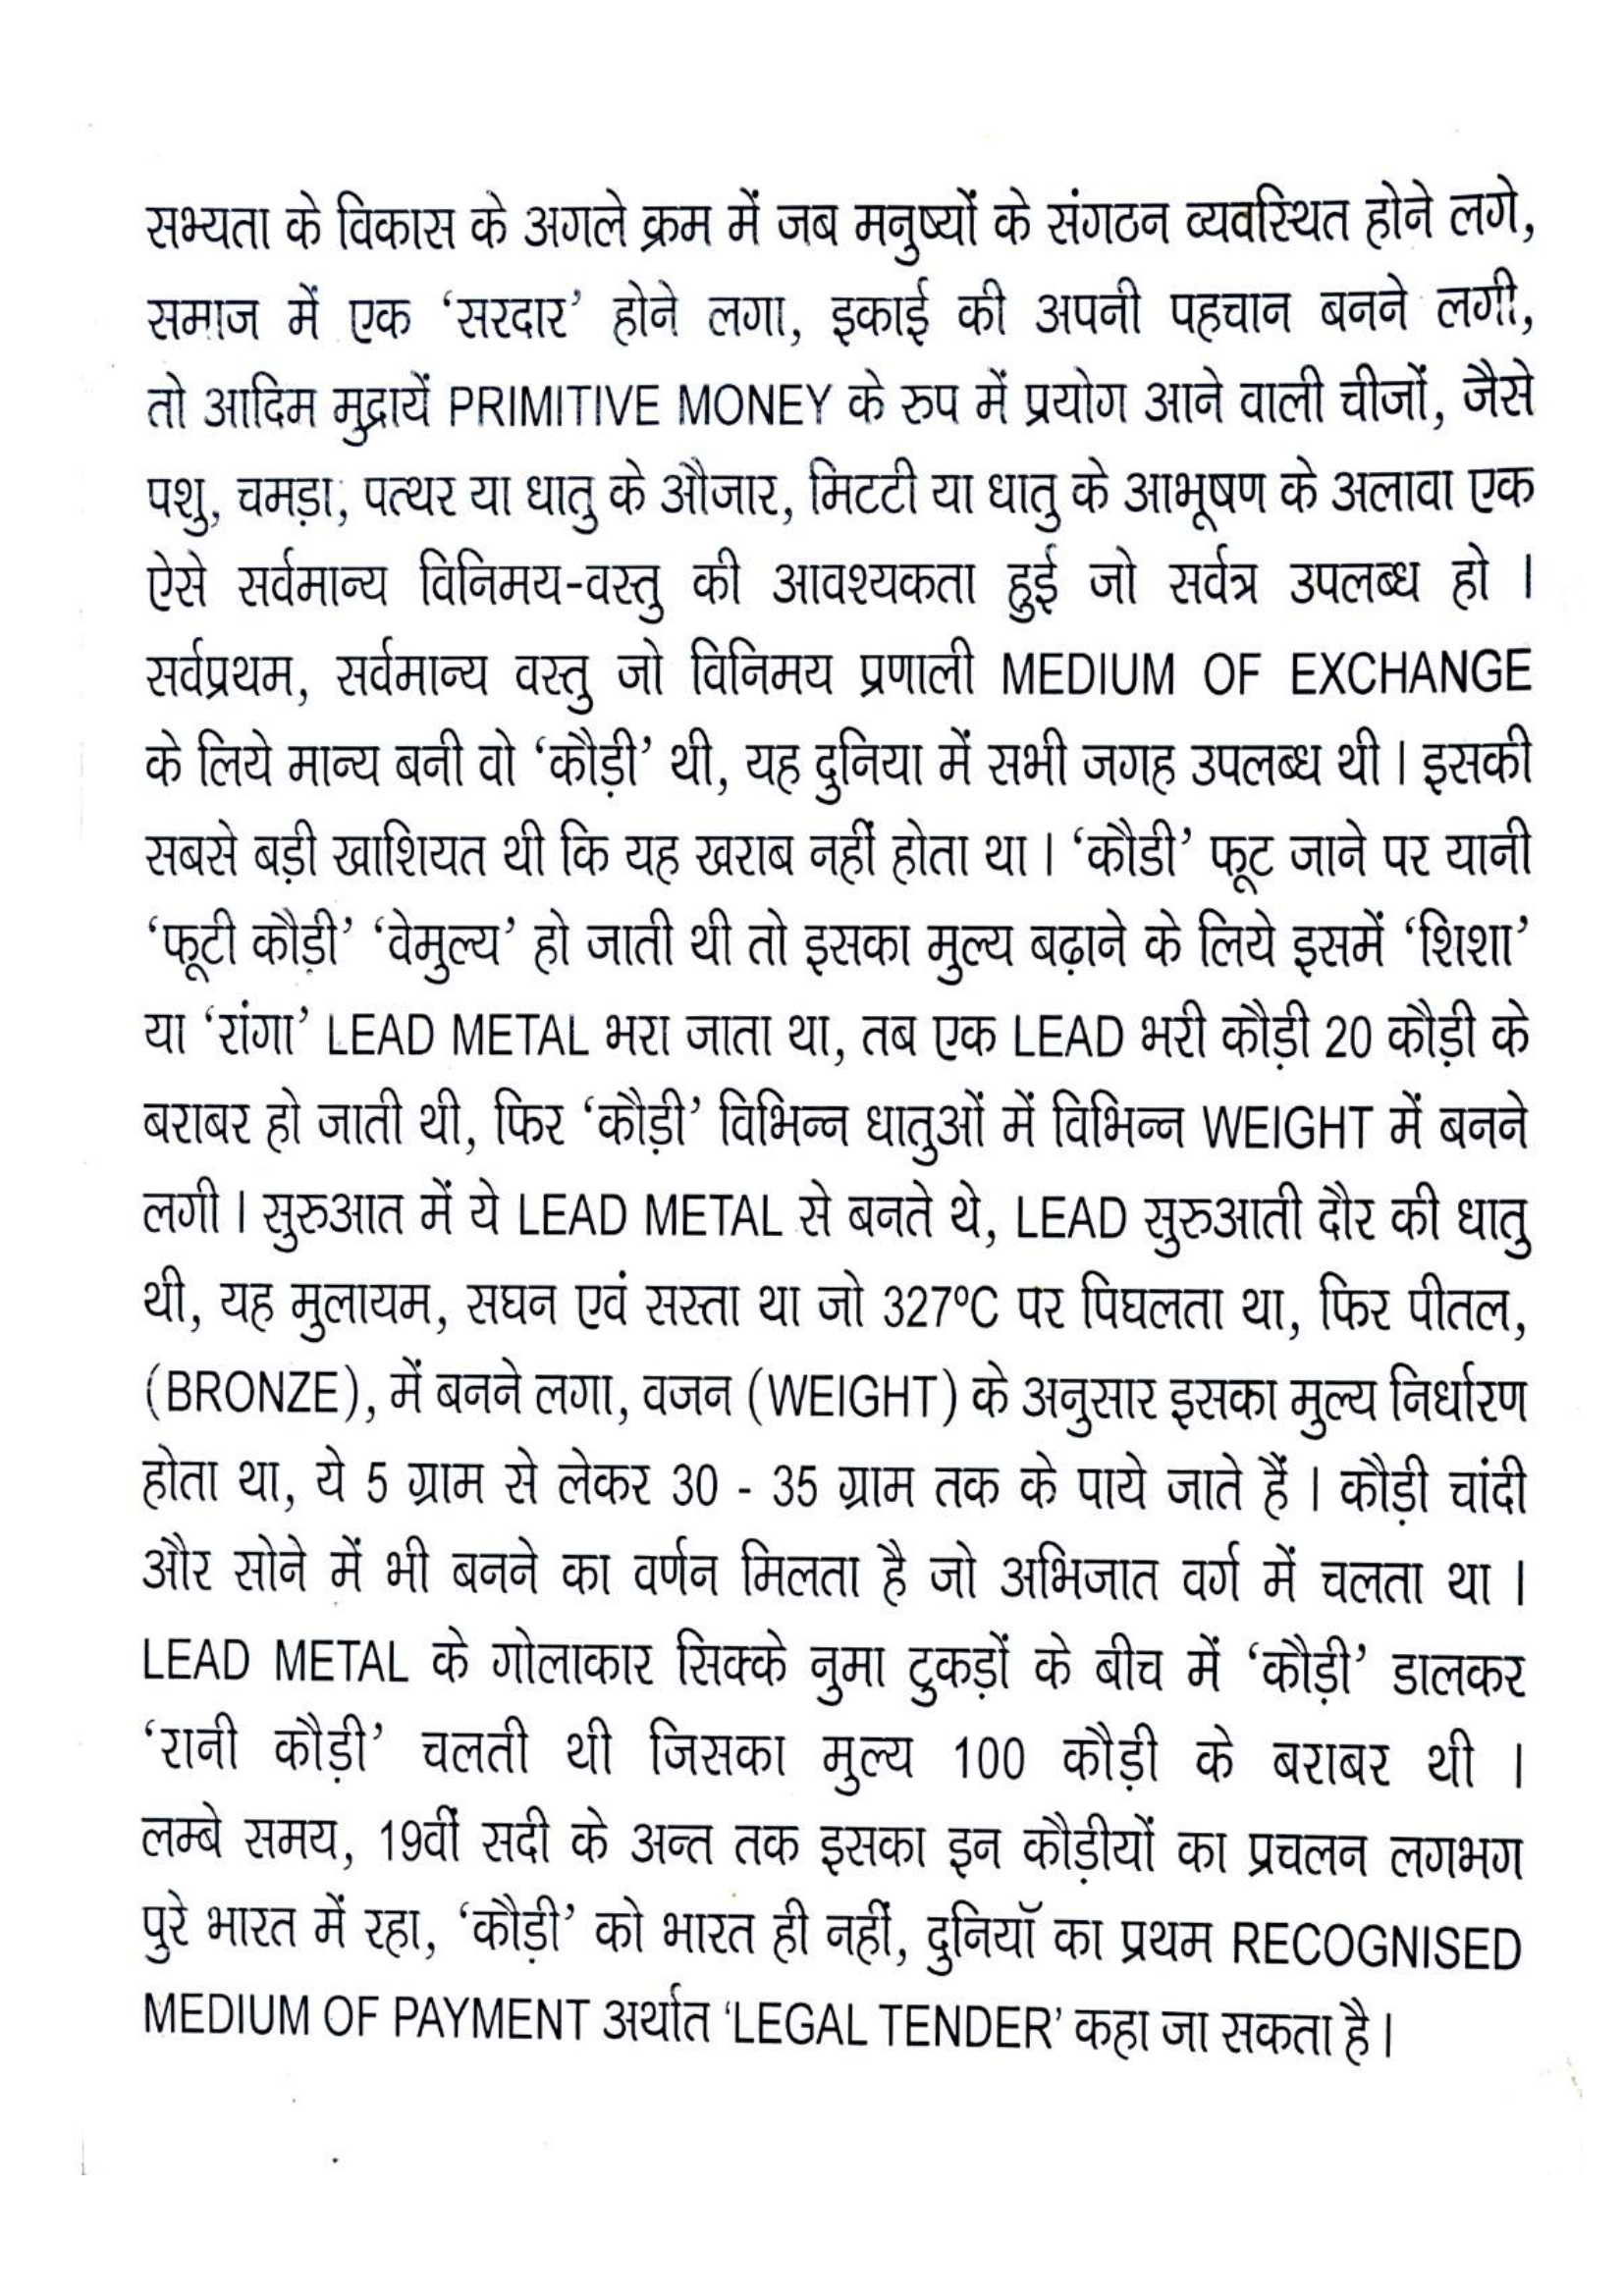 सभ्यता के विकास के अगले क्रम में जब मनुष्यों के संगठन व्यवस्थित होने लगे,
समाज में एक ‘सरदार’ होने लगा, इकाई की अपनी पहचान बनने लगी,
तो आदिम मुद्रायें PRIMITIVE MONEY के रुप में प्रयोग आने वाली चीजों, जैसे
पशु, चमड़ा; पत्थर या धातु के औजार, मिटटी या धातु के आभूषण के अलावा एक
ऐसे सर्वमान्य विनिमय-वस्तु की आवश्यकता हुई जो सर्वत्र उपलब्ध हो ।
सर्वप्रथम, सर्वमान्य वस्तु जो विनिमय प्रणाली MEDIUM OF EXCHANGE
के लिये मान्य बनी वो ‘कौड़ी’ थी, यह दुनिया में सभी जगह उपलब्ध थी । इसकी
सबसे बड़ी खाशियत थी कि यह खराब नहीं होता था । ‘कौडी’ फूट जाने पर यानी
‘फूटी कौड़ी’ ‘वेमुल्य’ हो जाती थी तो इसका मुल्य बढ़ाने के लिये इसमें ‘शिशा’
या ‘रांगा’ LEAD METAL भरा जाता था, तब एक LEAD भरी कौड़ी 20 कौड़ी के
बराबर हो जाती थी, फिर ‘कौड़ी’ विभिन्न धातुओं में विभिन्न WEIGHT में बनने
लगी । सुरुआत में ये LEAD METAL से बनते थे, LEAD सुरुआती दौर की धातु
थी, यह मुलायम, सघन एवं सस्ता था जो 327ºC पर पिघलता था, फिर पीतल,
(BRONZE), में बनने लगा, वजन (WEIGHT) के अनुसार इसका मुल्य निर्धारण
होता था, ये 5 ग्राम से लेकर 30 - 35 ग्राम तक के पाये जाते हैं । कौड़ी चांदी
और सोने में भी बनने का वर्णन मिलता है जो अभिजात वर्ग में चलता था ।
LEAD METAL के गोलाकार सिक्के नुमा टुकड़ों के बीच में ‘कौड़ी’ डालकर
‘रानी कौड़ी’ चलती थी जिसका मुल्य 100 कौड़ी के बराबर थी ।
लम्बे समय, 19वीं सदी के अन्त तक इसका इन कौड़ीयों का प्रचलन लगभग
पुरे भारत में रहा, ‘कौड़ी’ को भारत ही नहीं, दुनियॉ का प्रथम RECOGNISED
MEDIUM OF PAYMENT अर्थात ‘LEGAL TENDER’ कहा जा सकता है ।